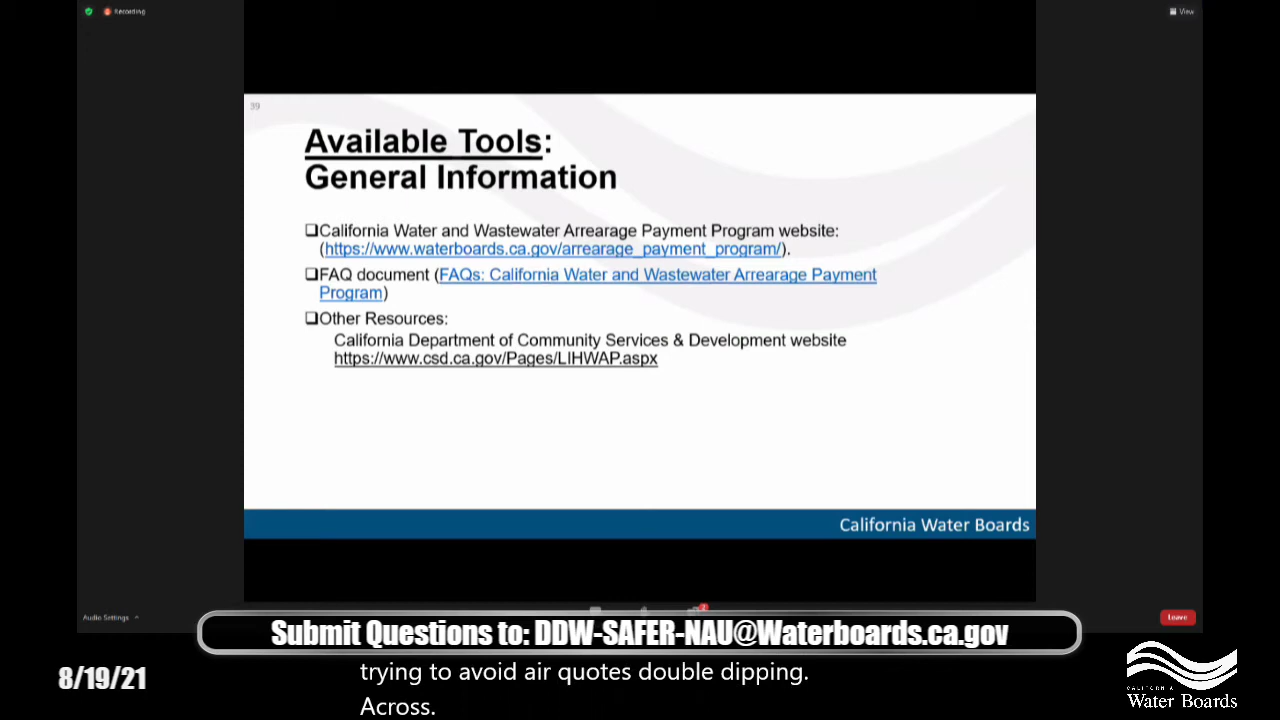 Recording
View
39
Available Tools:
General Information
❑California Water and Wastewater Arrearage Payment Program website:
(https://www.waterboards.ca.gov/arrearage_payment_program/).
❑FAQ document (FAQs: California Water and Wastewater Arrearage Payment
Program)
❑Other Resources:
California Department of Community Services & Development website
https://www.csd.ca.gov/Pages/LIHWAP.aspx
California Water Boards
Audio Settings
2
Leave
Submit Questions to: DDW-SAFER-NAU@Waterboards.ca.gov
trying to avoid air quotes double dipping.
Across.
8/19/21
CALIFORNIA
Water Boards